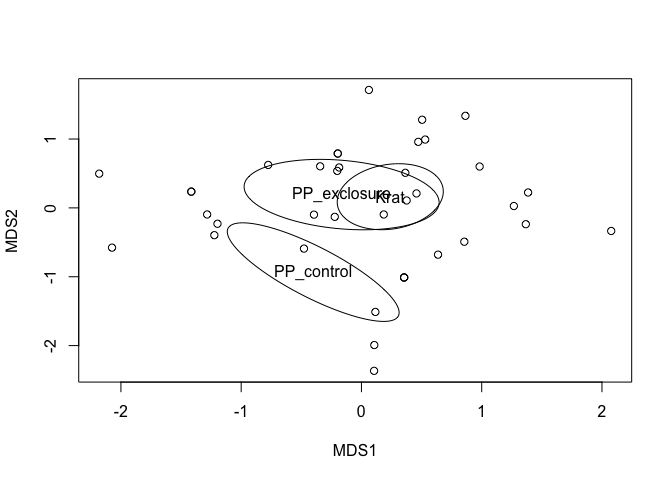 MDS2
1
0
-1
-2
PP_exclosure
Krat
PP_control
-2
-1
0
1
2
MDS1